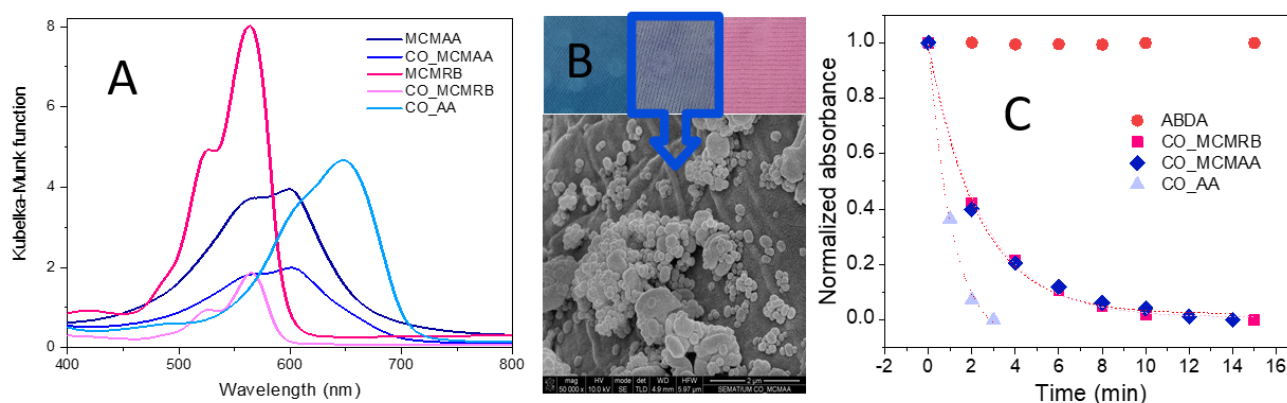 A
Kubelka-Munk function
8
6
4
2
0
400 500 600 700 800
Wavelength (nm)
MCMAA
CO_MCMAA
MCMRB
CO_MCMRB
CO_AA
B
mag HV mode det WD HFW 2 μm
50 000 x 10.0 kV SE TLD 4.9 mm 5.97 μm SEMATIUM CO_MCMAA
C
Normalized absorbance
1.0
0.8
0.6
0.4
0.2
0.0
-2 0 2 4 6 8 10 12 14 16
Time (min)
ABDA
CO_MCMRB
CO_MCMAA
CO_AA